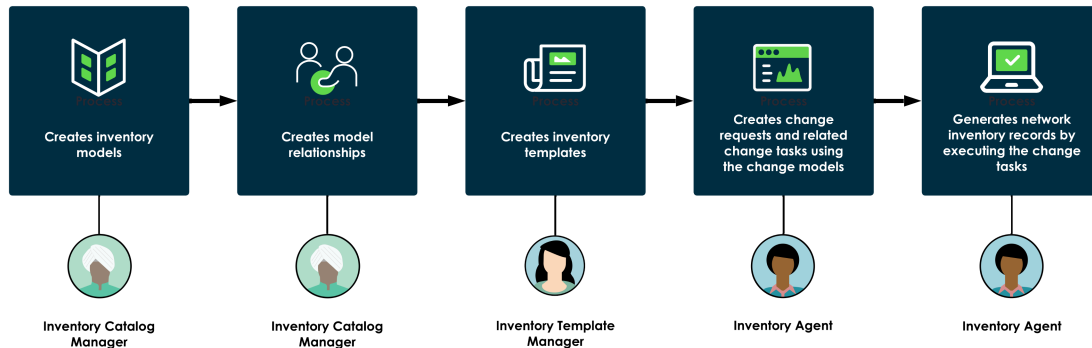 Process
Creates inventory
models
Process
Creates model
relationships
Process
Creates inventory
templates
Process
Creates change
requests and related
change tasks using
the change models
Process
Generates network
inventory records by
executing the change
tasks
Inventory Catalog
Manager
Inventory Catalog
Manager
Inventory Template
Manager
Inventory Agent
Inventory Agent